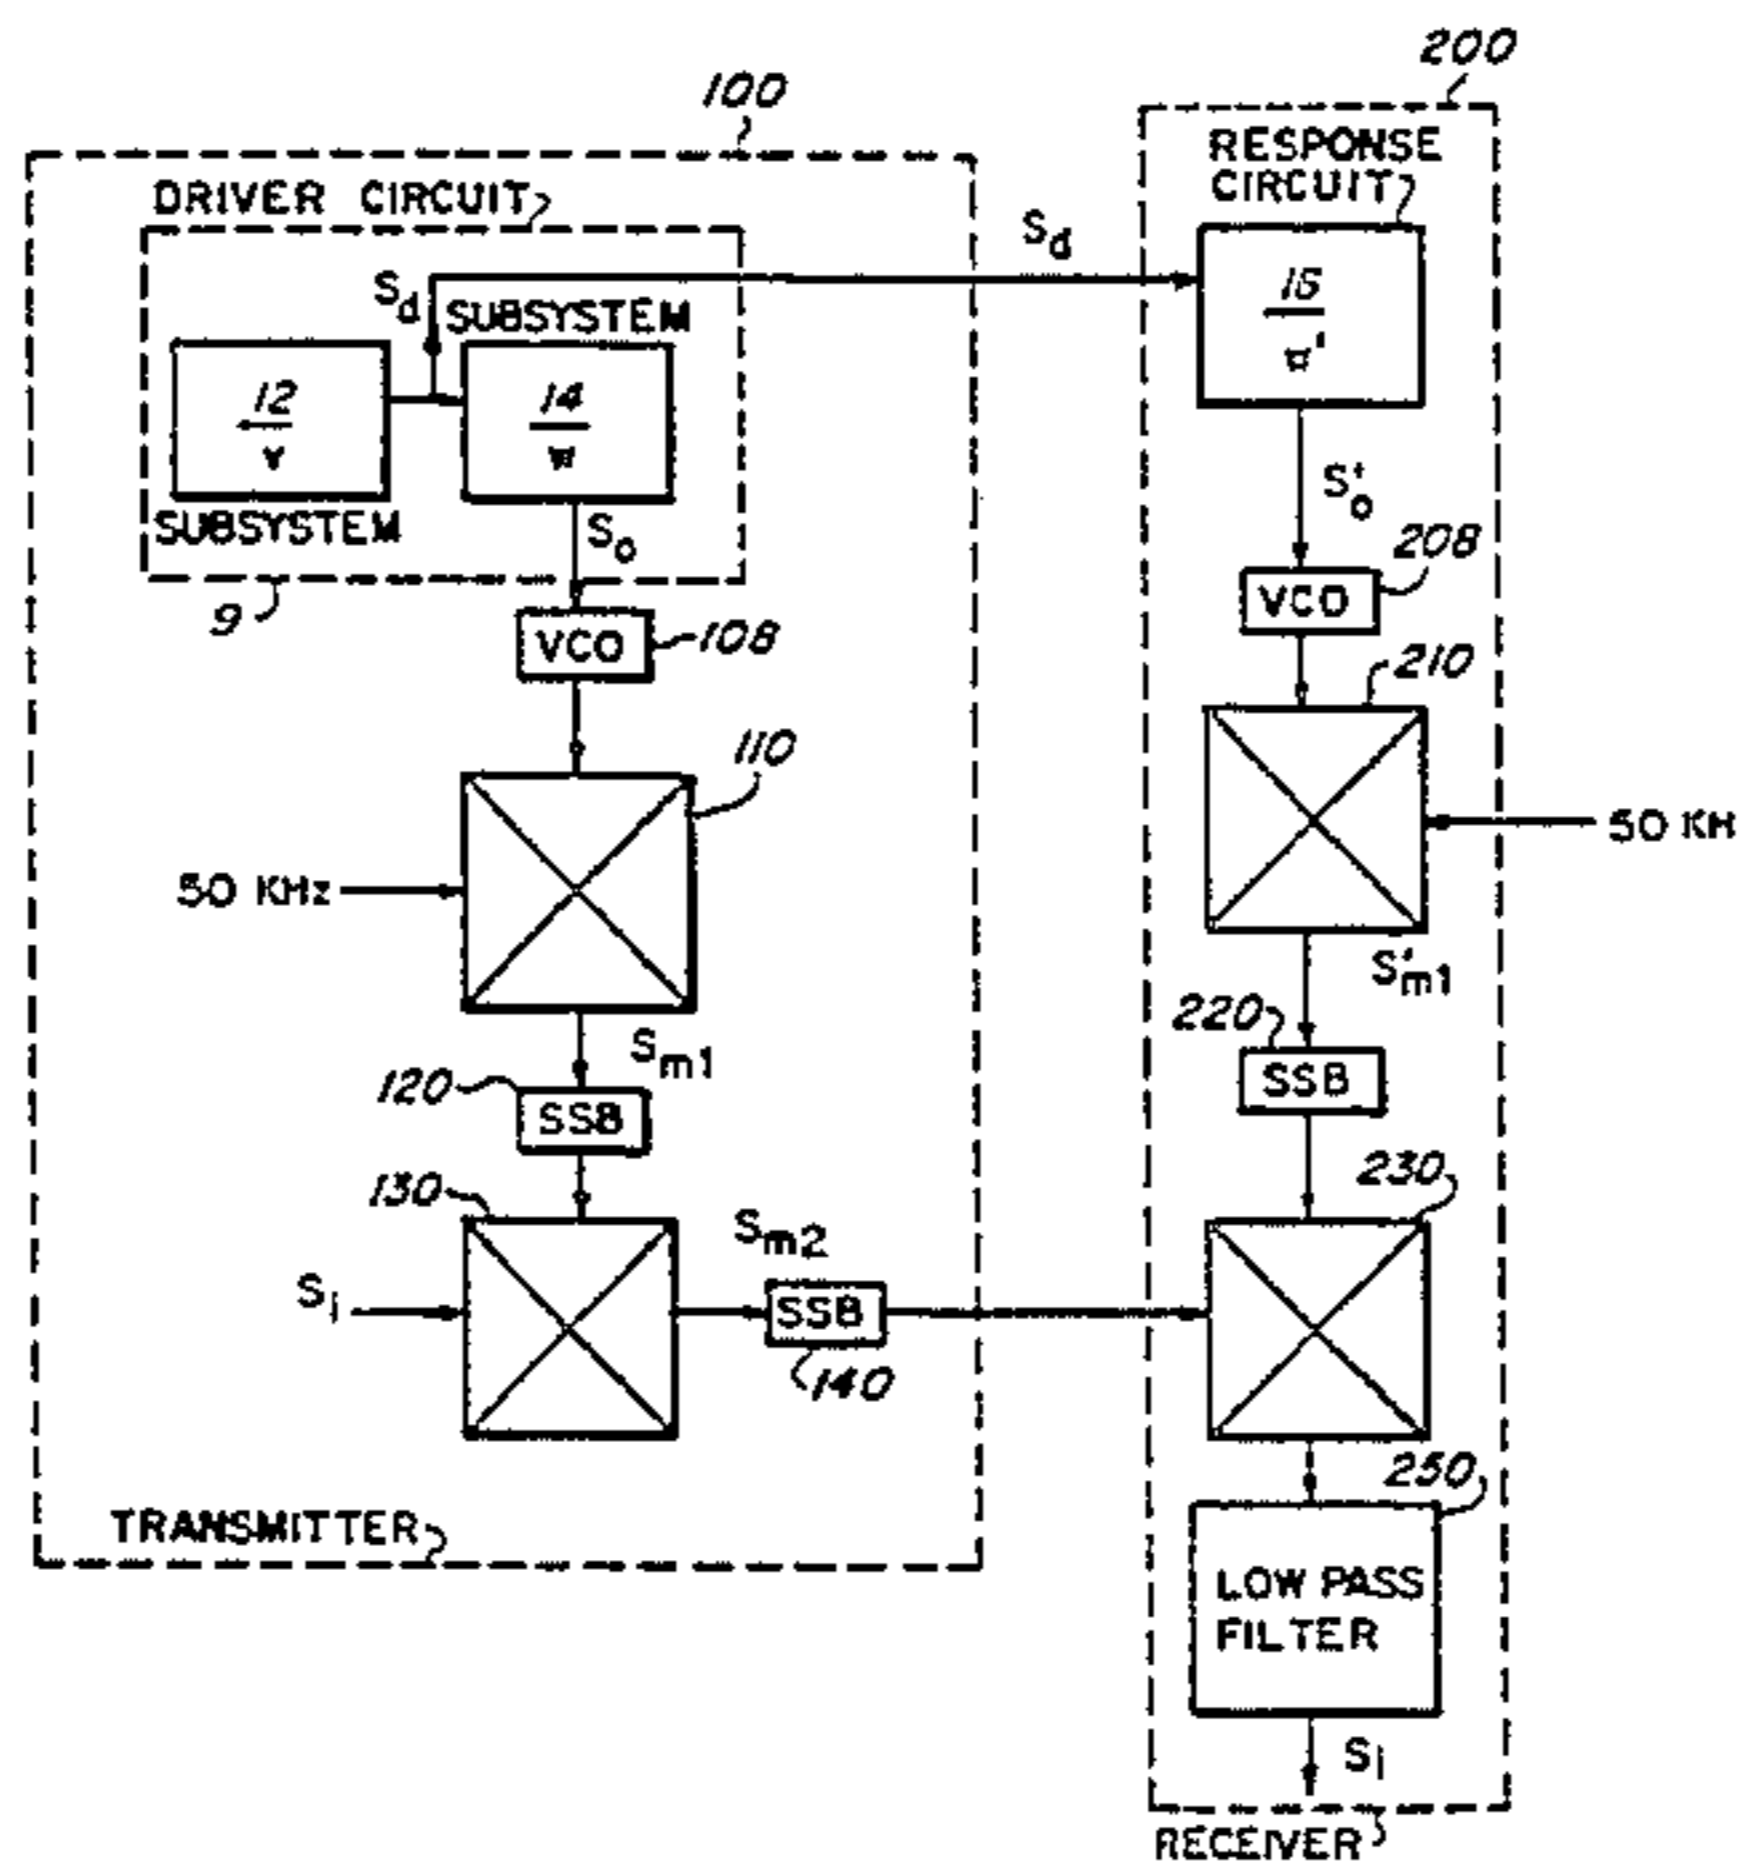 100
200
DRIVER CIRCUIT
RESPONSE
CIRCUIT
Sd
Sd
SUBSYSTEM
12
v
14
w
15
SUBSYSTEM
So
S'o
9
VCO
108
VCO
208
110
210
50 KHz
50 KH
Sm1
S'm1
120
SSB
220
SSB
130
230
Sm2
Si
SSB
140
250
TRANSMITTER
LOW PASS
FILTER
Si
RECEIVER